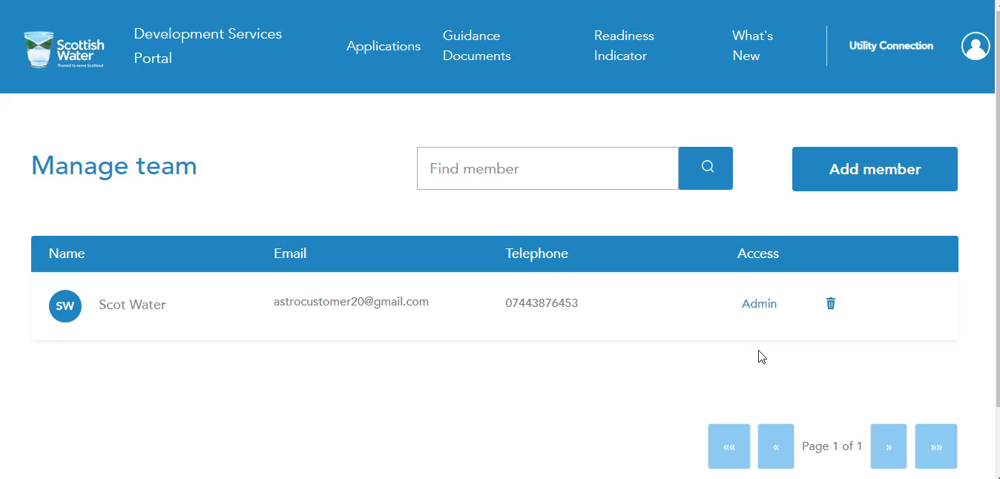 Scottish
Water
Trusted to serve Scotland
Development Services
Portal
Applications
Guidance
Documents
Readiness
Indicator
What's
New
Utility Connection
Manage team
Find member
Add member
Name Email Telephone Access
SW Scot Water astrocustomer20@gmail.com 07443876453 Admin
«« « Page 1 of 1 » »»